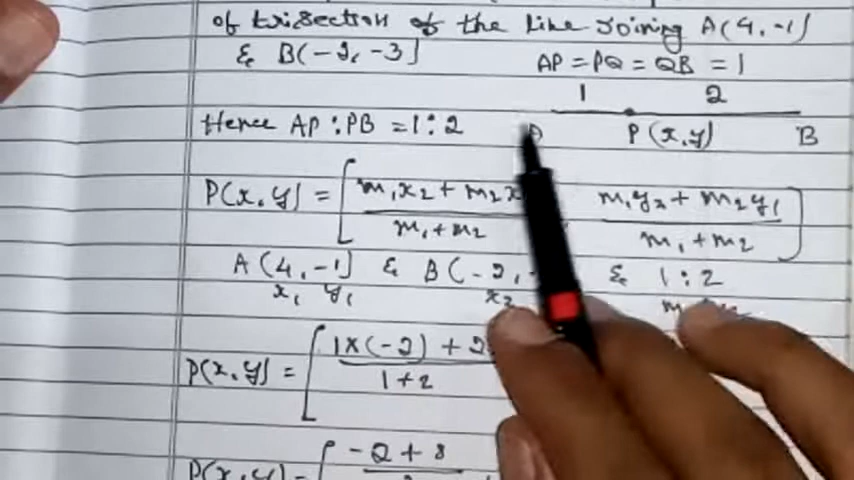 of trisection of the line joining A(4,-1)
& B(-2,-3) AP = PQ = QB = 1
1 2
Hence AP : PB = 1 : 2 A P(x,y) B
P(x,y) = [ m₁x₂ + m₂x / m₁+m₂ m₁y₂ + m₂y₁ / m₁+m₂ ]
A(4,-1) & B(-2, & 1 : 2
x₁ y₁ x₂
P(x,y) = [ 1×(-2) + 2 / 1+2
P(x,y) = [ -2 + 8